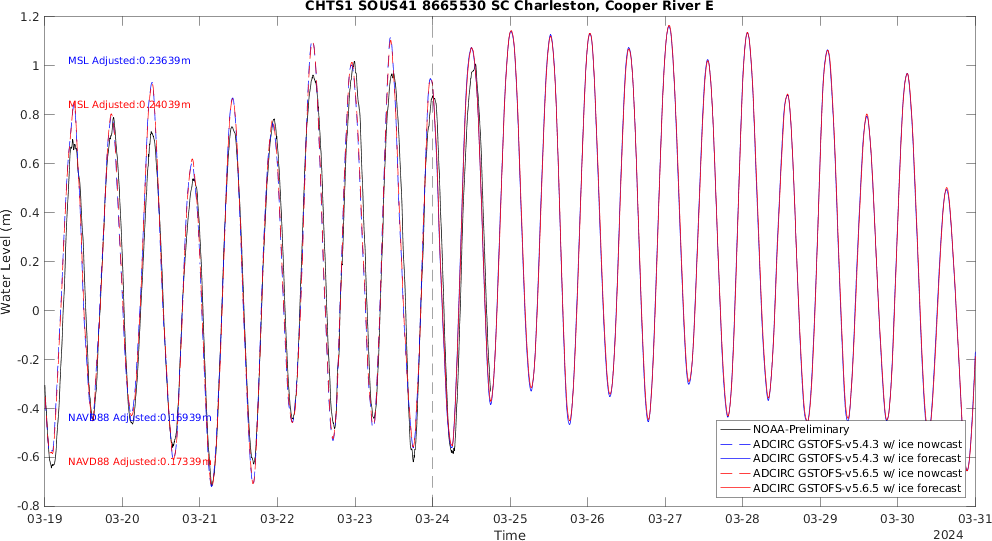 CHTS1 SOUS41 8665530 SC Charleston, Cooper River E
1.2
1
0.8
0.6
0.4
0.2
0
-0.2
-0.4
-0.6
-0.8
Water Level (m)
MSL Adjusted:0.23639m
MSL Adjusted:0.24039m
NAVD88 Adjusted:0.16939m
NAVD88 Adjusted:0.17339m
NOAA-Preliminary
ADCIRC GSTOFS-v5.4.3 w/ ice nowcast
ADCIRC GSTOFS-v5.4.3 w/ ice forecast
ADCIRC GSTOFS-v5.6.5 w/ ice nowcast
ADCIRC GSTOFS-v5.6.5 w/ ice forecast
03-19 03-20 03-21 03-22 03-23 03-24 03-25 03-26 03-27 03-28 03-29 03-30 03-31
Time
2024